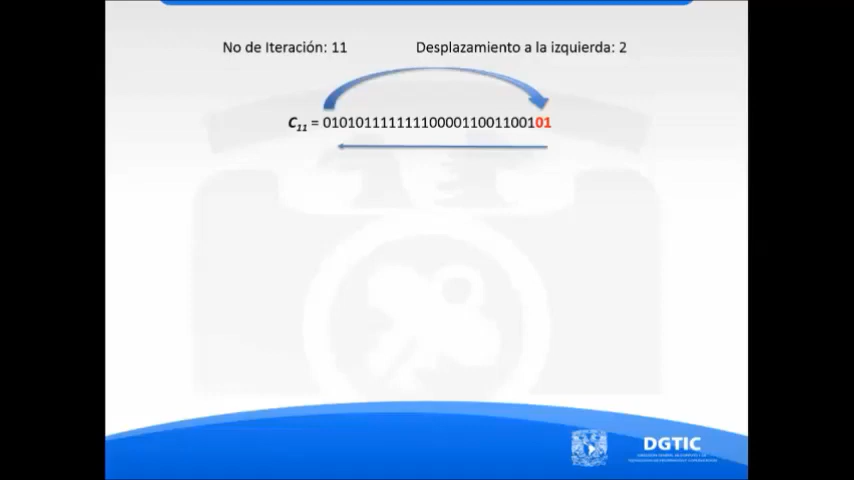 No de Iteración: 11
Desplazamiento a la izquierda: 2
C11 = 0101011111111000011001100101
DGTIC